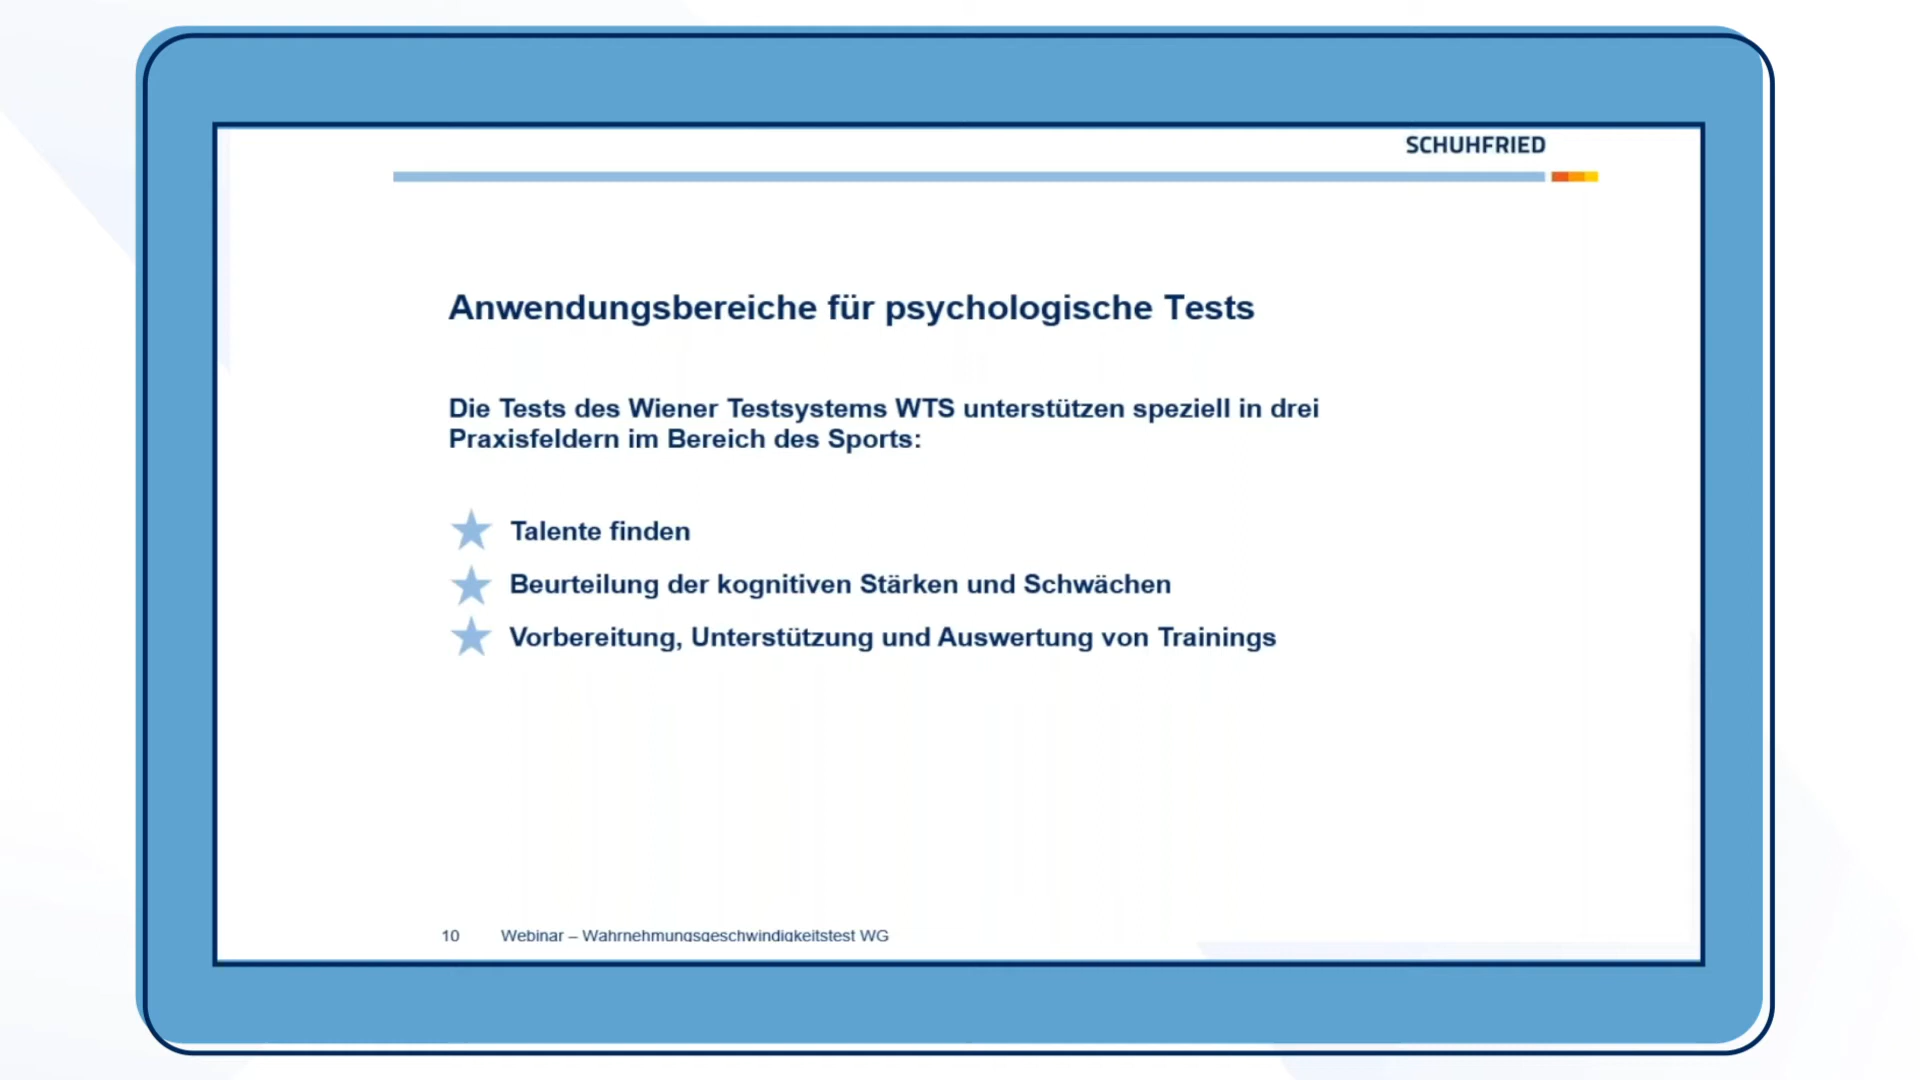 SCHUHFRIED
Anwendungsbereiche für psychologische Tests
Die Tests des Wiener Testsystems WTS unterstützen speziell in drei
Praxisfeldern im Bereich des Sports:
Talente finden
Beurteilung der kognitiven Stärken und Schwächen
Vorbereitung, Unterstützung und Auswertung von Trainings
10 Webinar – Wahrnehmungsgeschwindigkeitstest WG